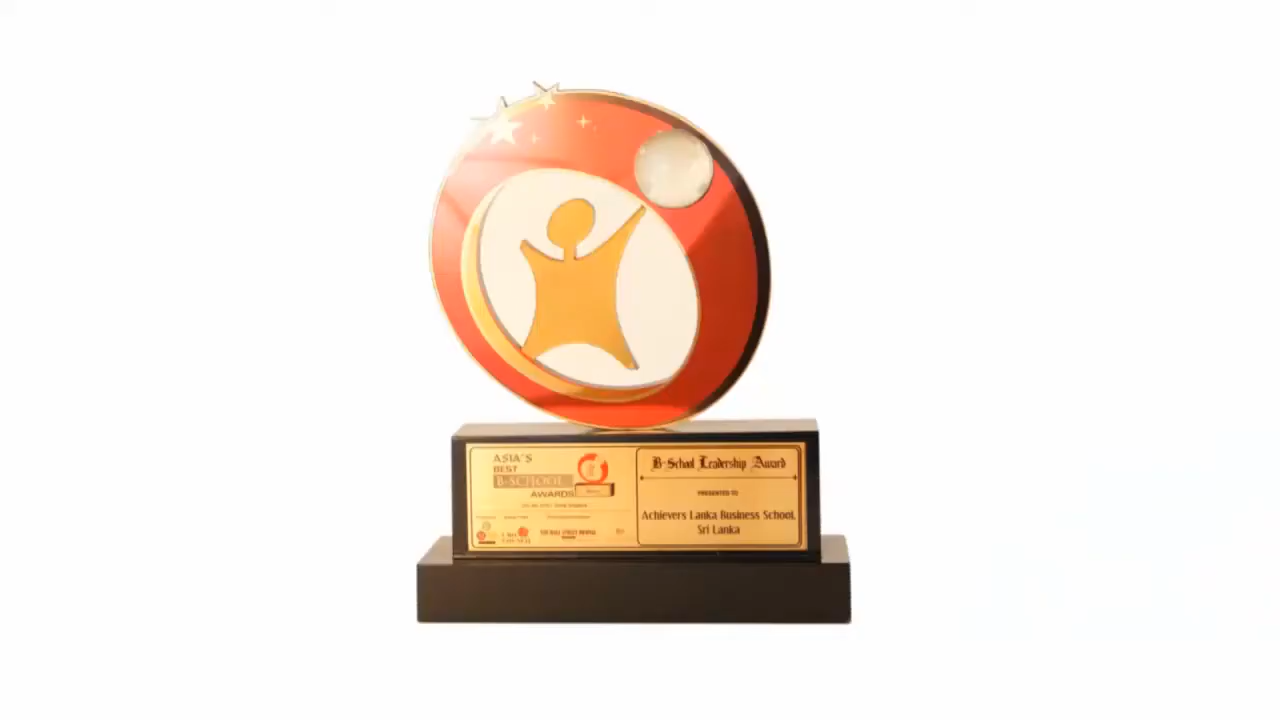 ASIA'S
BEST
B-SCHOOL
AWARDS
B-School Leadership Award
PRESENTED TO
Achievers Lanka Business School,
Sri Lanka